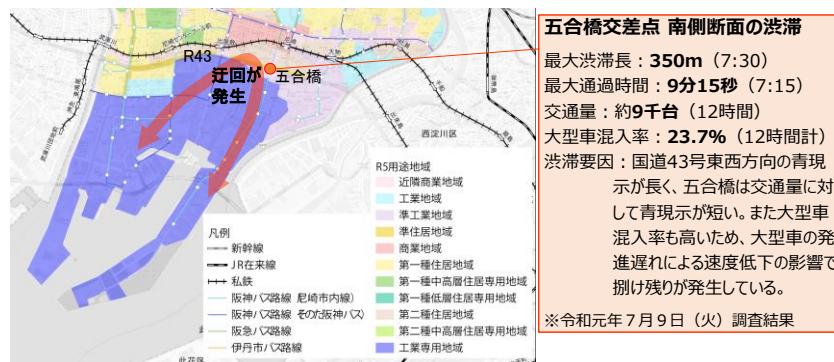 R43
迂回が
発生
五合橋
西淀川区
此花区
凡例
新幹線
JR在来線
私鉄
阪神バス路線（尼崎市内線）
阪神バス路線（そのた阪神バス）
阪急バス路線
伊丹市バス路線
R5用途地域
近隣商業地域
工業地域
準工業地域
準住居地域
商業地域
第一種住居地域
第一種中高層住居専用地域
第一種低層住居専用地域
第二種住居地域
第二種中高層住居専用地域
工業専用地域
五合橋交差点 南側断面の渋滞
最大渋滞長：350m（7:30）
最大通過時間：9分15秒（7:15）
交通量：約9千台（12時間）
大型車混入率：23.7%（12時間計）
渋滞要因：国道43号東西方向の青現
示が長く、五合橋は交通量に対
して青現示が短い。また大型車
混入率も高いため、大型車の発
進遅れによる速度低下の影響で
捌け残りが発生している。
※令和元年７月９日（火）調査結果